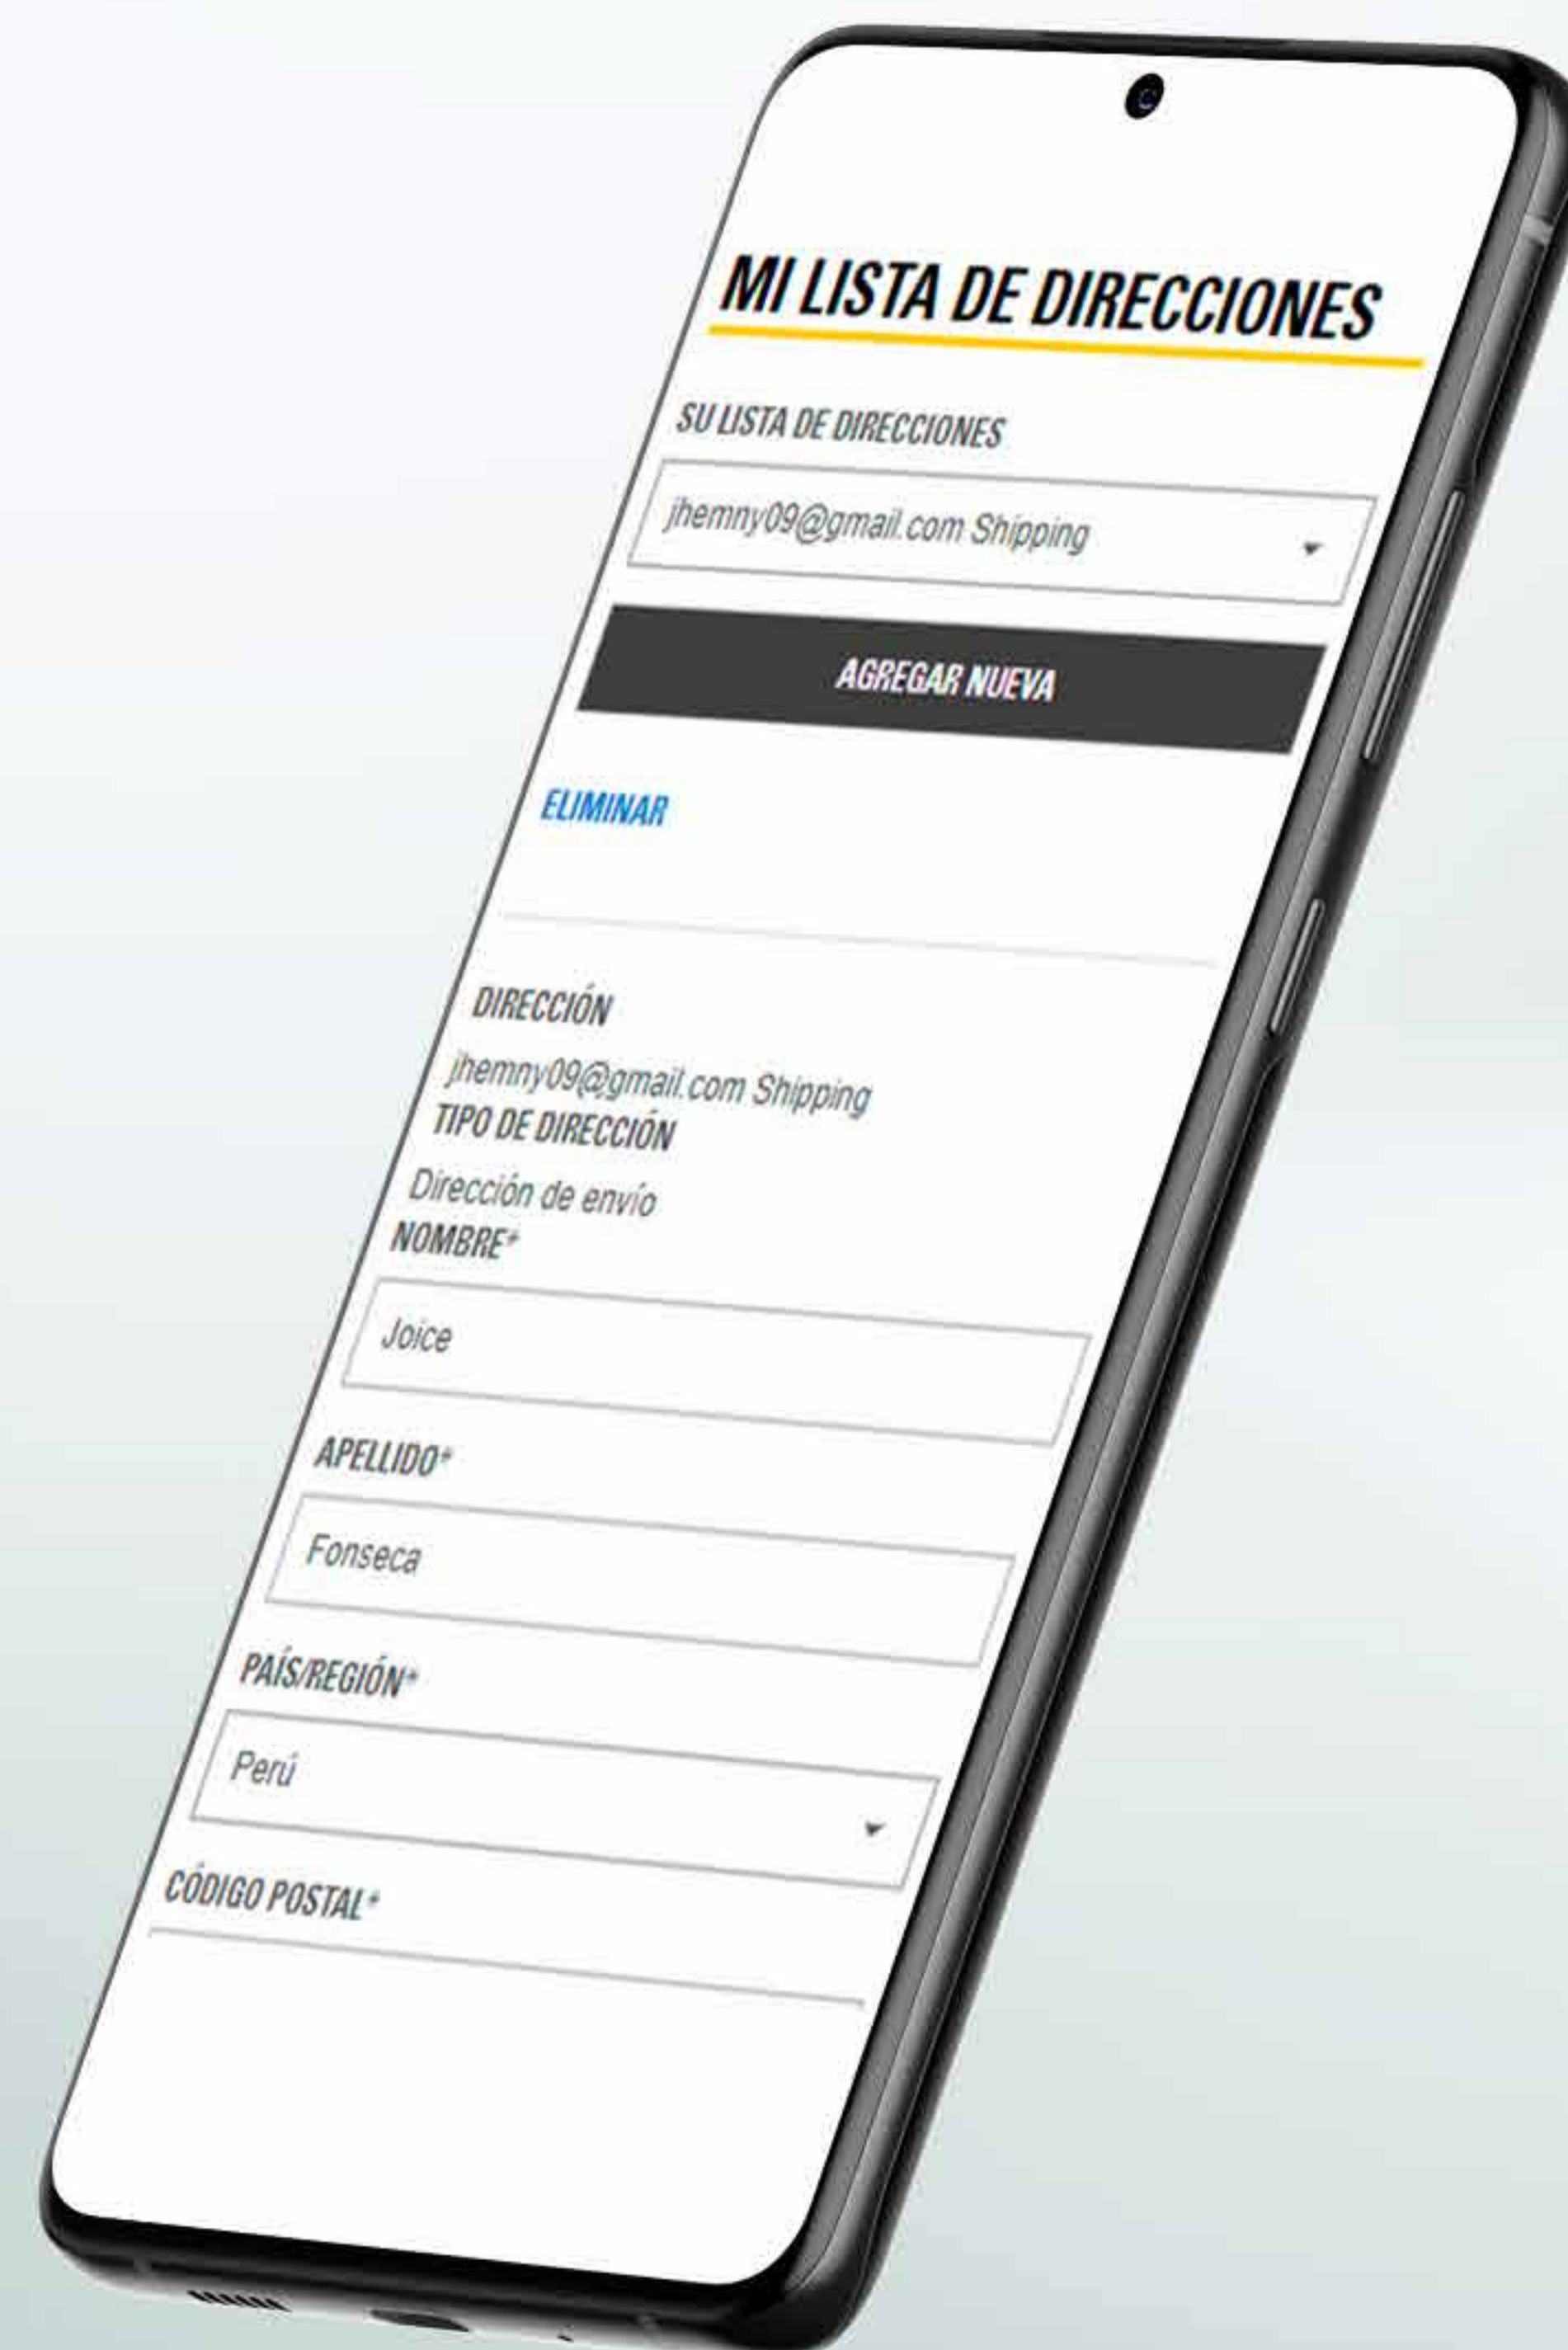 MI LISTA DE DIRECCIONES
SU LISTA DE DIRECCIONES
jhemny09@gmail.com Shipping
AGREGAR NUEVA
ELIMINAR
DIRECCIÓN
jhemny09@gmail.com Shipping
TIPO DE DIRECCIÓN
Dirección de envío
NOMBRE*
Joice
APELLIDO*
Fonseca
PAÍS/REGIÓN*
Perú
CÓDIGO POSTAL*